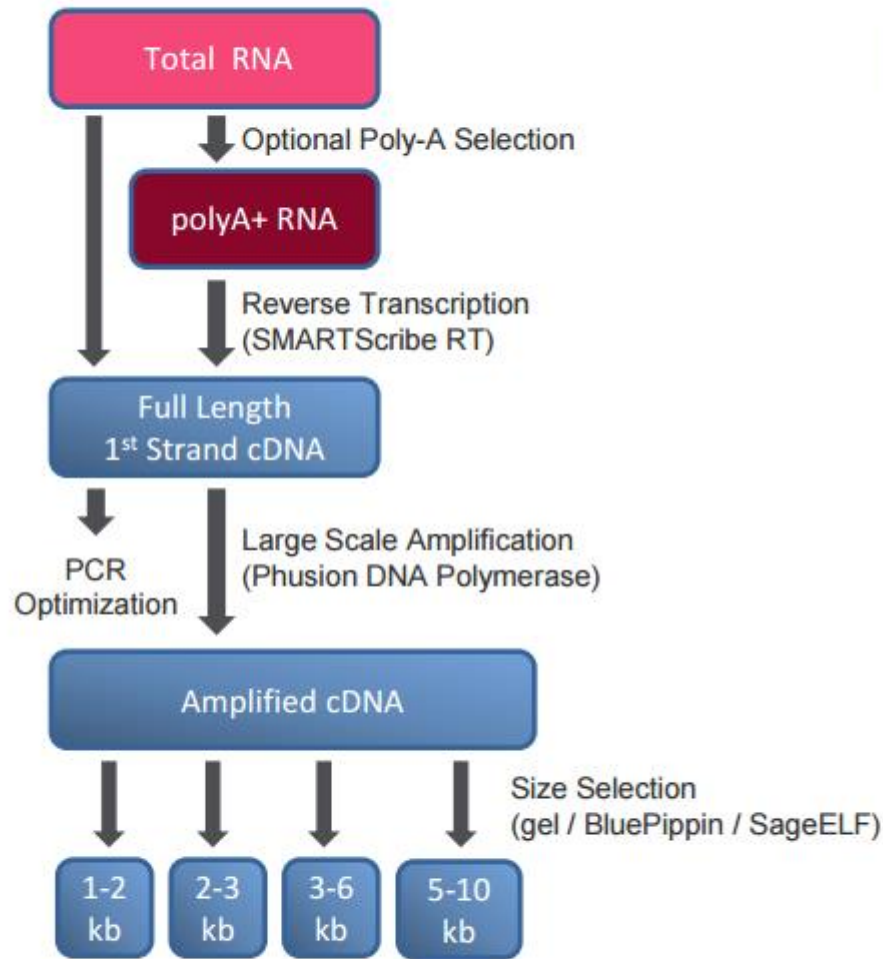 Total RNA
Optional Poly-A Selection
polyA+ RNA
Reverse Transcription
(SMARTScribe RT)
Full Length
1st Strand cDNA
Large Scale Amplification
(Phusion DNA Polymerase)
PCR
Optimization
Amplified cDNA
Size Selection
(gel / BluePippin / SageELF)
1-2
kb
2-3
kb
3-6
kb
5-10
kb